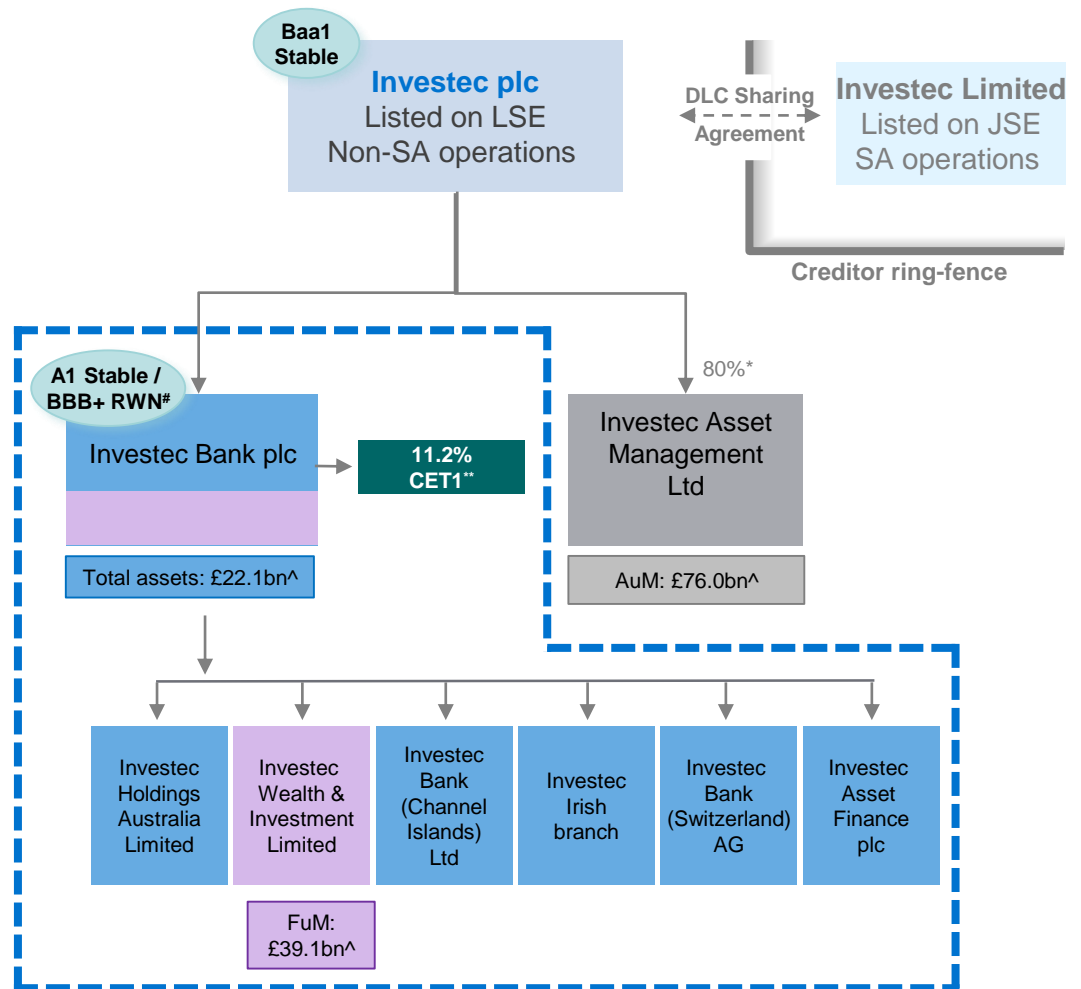 Baa1
Stable
Investec plc
Listed on LSE
Non-SA operations
DLC Sharing
Agreement
Investec Limited
Listed on JSE
SA operations
Creditor ring-fence
A1 Stable /
BBB+ RWN#
Investec Bank plc
11.2%
CET1**
80%*
Investec Asset
Management
Ltd
Total assets: £22.1bn^
AuM: £76.0bn^
Investec
Holdings
Australia
Limited
Investec
Wealth &
Investment
Limited
Investec
Bank
(Channel
Islands)
Ltd
Investec
Irish
branch
Investec
Bank
(Switzerland)
AG
Investec
Asset
Finance
plc
FuM:
£39.1bn^